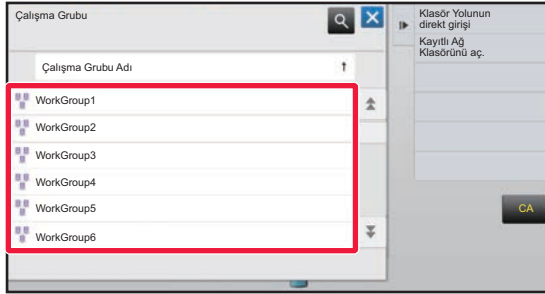 Çalışma Grubu
Çalışma Grubu Adı
WorkGroup1
WorkGroup2
WorkGroup3
WorkGroup4
WorkGroup5
WorkGroup6
Klasör Yolunun
direkt girişi
Kayıtlı Ağ
Klasörünü aç.
CA